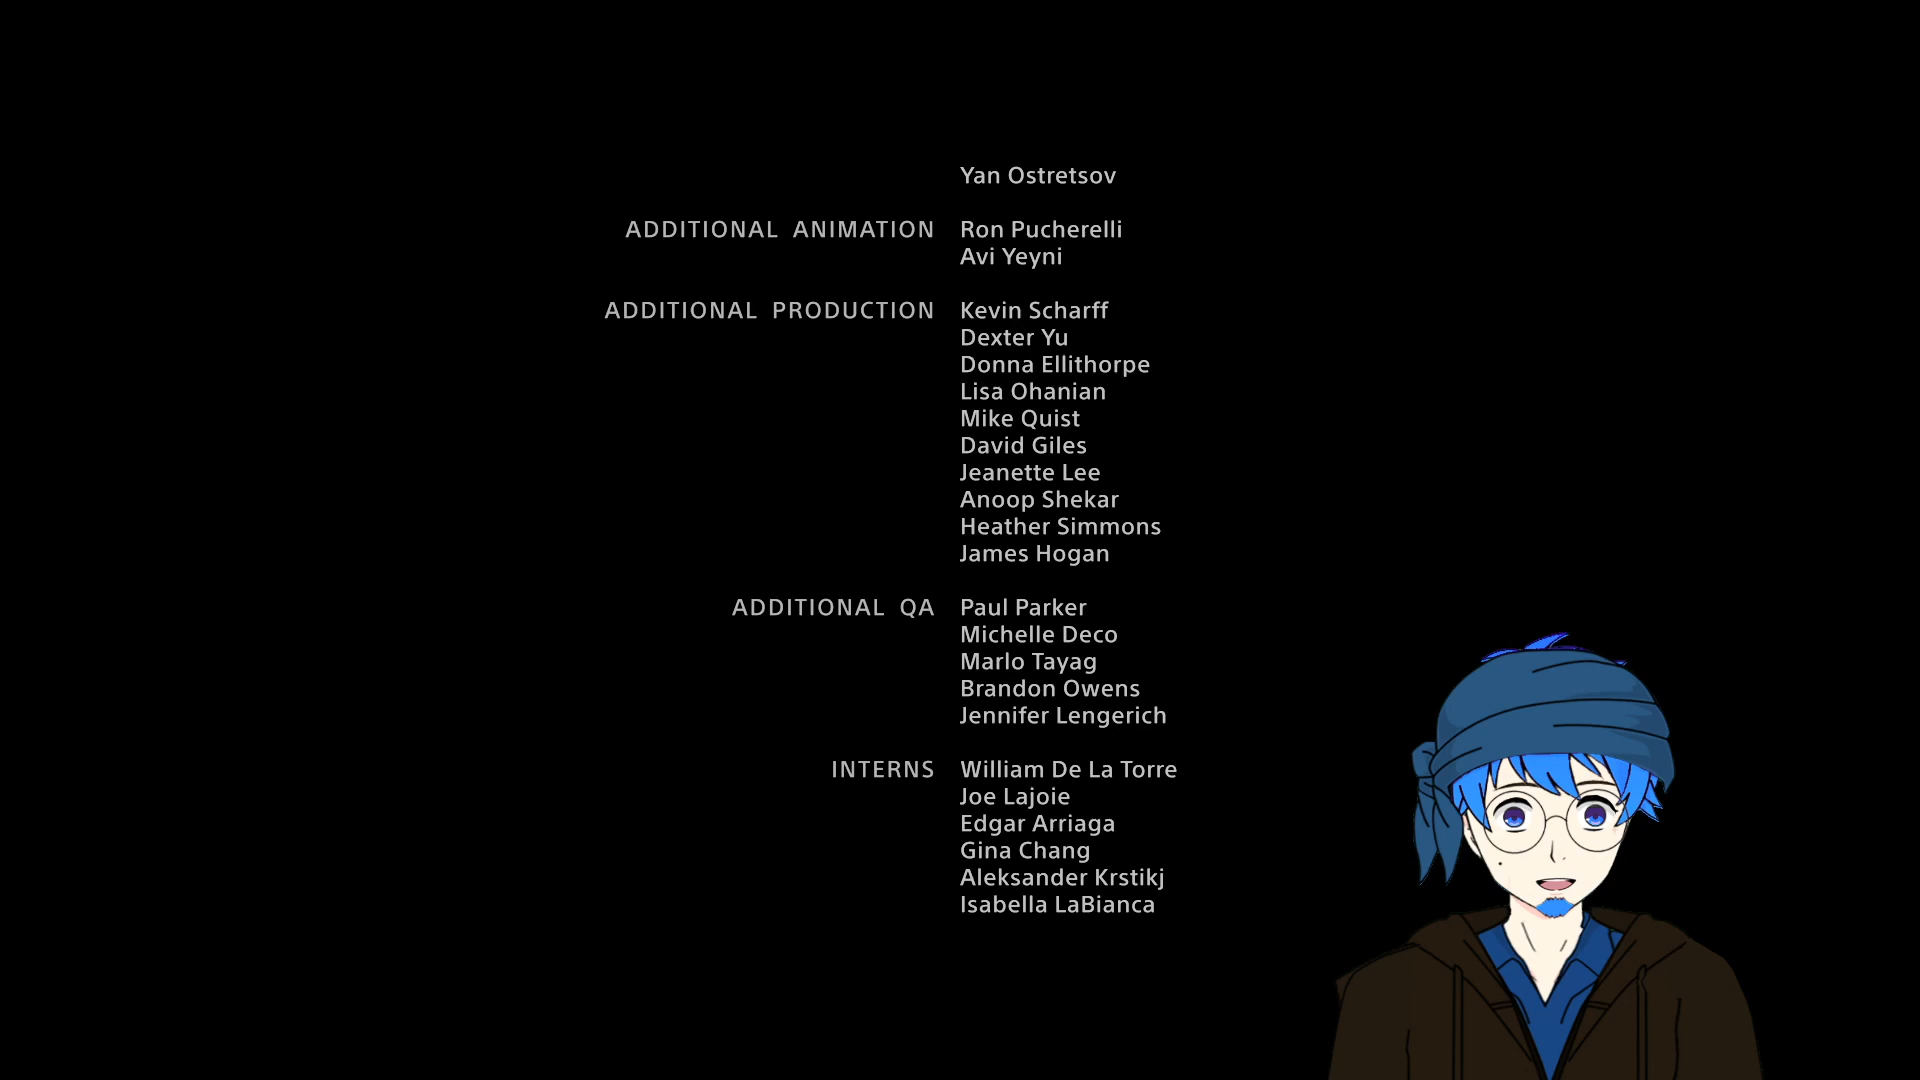 Yan Ostretsov
ADDITIONAL ANIMATION Ron Pucherelli
Avi Yeyni
ADDITIONAL PRODUCTION Kevin Scharff
Dexter Yu
Donna Ellithorpe
Lisa Ohanian
Mike Quist
David Giles
Jeanette Lee
Anoop Shekar
Heather Simmons
James Hogan
ADDITIONAL QA Paul Parker
Michelle Deco
Marlo Tayag
Brandon Owens
Jennifer Lengerich
INTERNS William De La Torre
Joe Lajoie
Edgar Arriaga
Gina Chang
Aleksander Krstikj
Isabella LaBianca